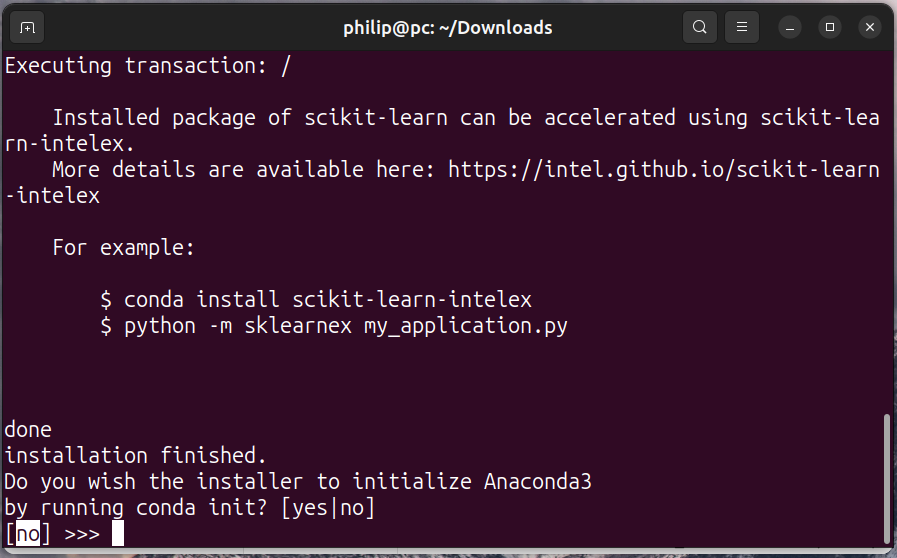 philip@pc: ~/Downloads
Executing transaction: /
Installed package of scikit-learn can be accelerated using scikit-lea
rn-intelex.
More details are available here: https://intel.github.io/scikit-learn
-intelex
For example:
$ conda install scikit-learn-intelex
$ python -m sklearnex my_application.py
done
installation finished.
Do you wish the installer to initialize Anaconda3
by running conda init? [yes|no]
[no] >>>